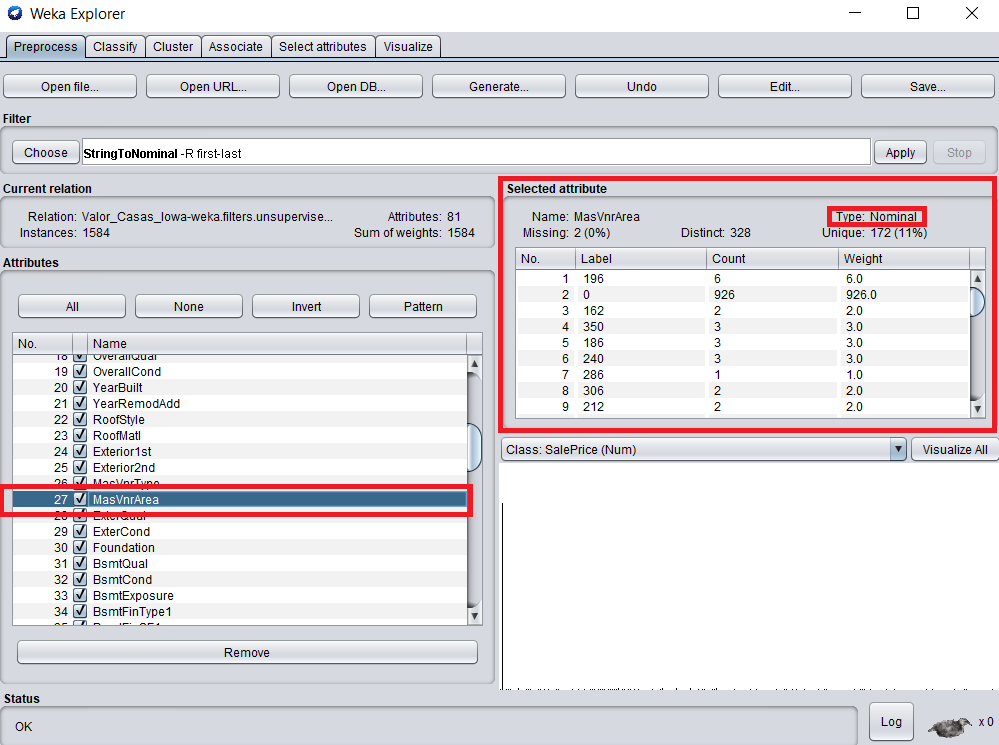 Weka Explorer
Preprocess Classify Cluster Associate Select attributes Visualize
Open file... Open URL... Open DB... Generate... Undo Edit... Save...
Filter
Choose StringToNominal -R first-last Apply Stop
Current relation
Relation: Valor_Casas_Iowa-weka.filters.unsupervise... Attributes: 81
Instances: 1584 Sum of weights: 1584
Attributes
All None Invert Pattern
No. Name
18 OverallQual
19 OverallCond
20 YearBuilt
21 YearRemodAdd
22 RoofStyle
23 RoofMatl
24 Exterior1st
25 Exterior2nd
26 MasVnrType
27 MasVnrArea
28 ExterQual
29 ExterCond
30 Foundation
31 BsmtQual
32 BsmtCond
33 BsmtExposure
34 BsmtFinType1
Remove
Selected attribute
Name: MasVnrArea Type: Nominal
Missing: 2 (0%) Distinct: 328 Unique: 172 (11%)
No. Label Count Weight
1 196 6 6.0
2 0 926 926.0
3 162 2 2.0
4 350 3 3.0
5 186 3 3.0
6 240 3 3.0
7 286 1 1.0
8 306 2 2.0
9 212 2 2.0
Class: SalePrice (Num) Visualize All
Status
OK Log x 0